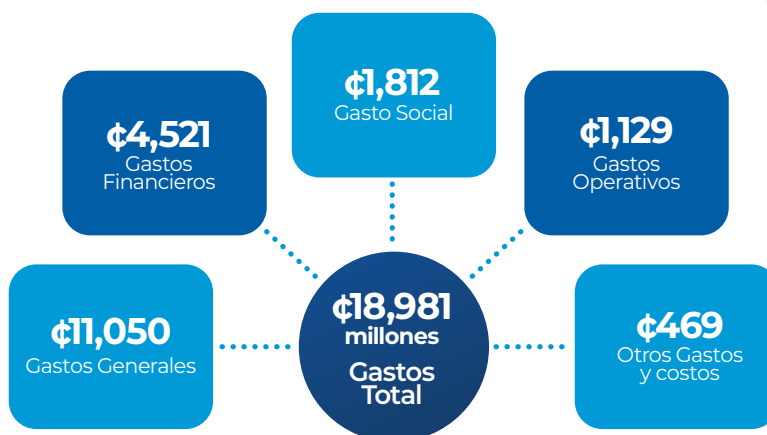 ₡1,812
Gasto Social
₡4,521
Gastos
Financieros
₡1,129
Gastos
Operativos
₡11,050
Gastos Generales
₡18,981
millones
Gastos
Total
₡469
Otros Gastos
y costos